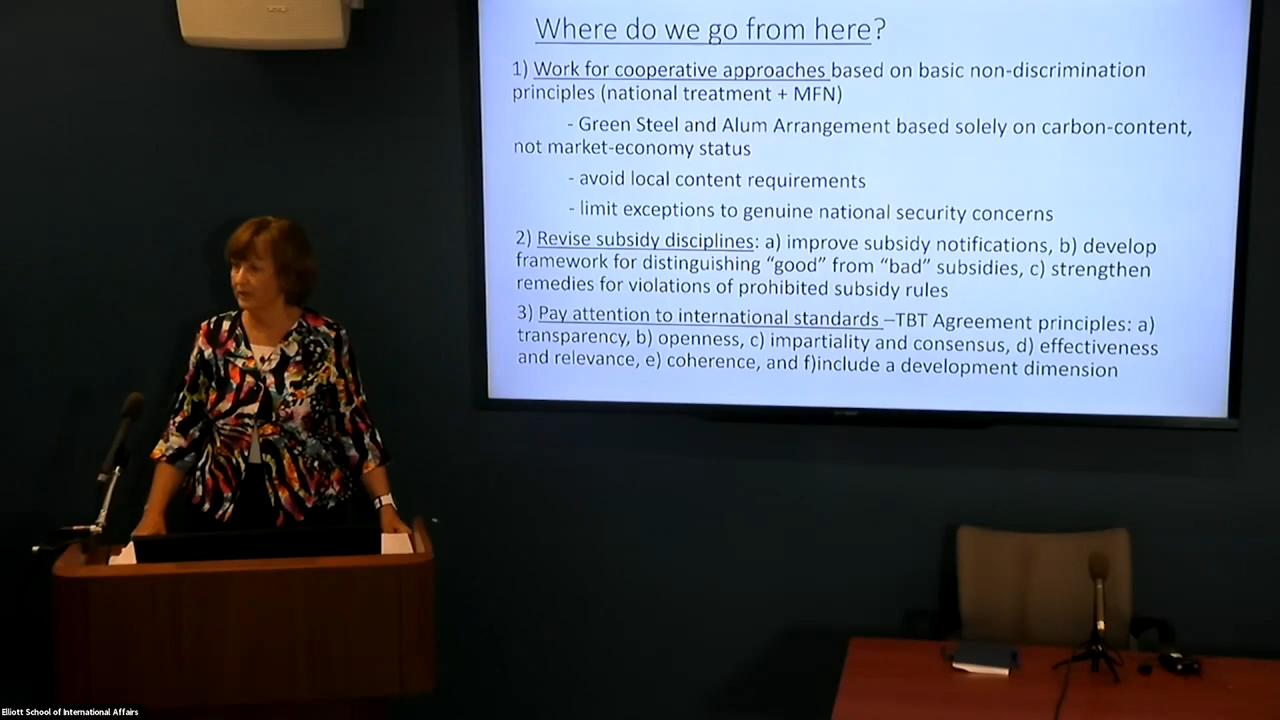 Where do we go from here?
1) Work for cooperative approaches based on basic non-discrimination
principles (national treatment + MFN)
- Green Steel and Alum Arrangement based solely on carbon-content,
not market-economy status
- avoid local content requirements
- limit exceptions to genuine national security concerns
2) Revise subsidy disciplines: a) improve subsidy notifications, b) develop
framework for distinguishing “good” from “bad” subsidies, c) strengthen
remedies for violations of prohibited subsidy rules
3) Pay attention to international standards –TBT Agreement principles: a)
transparency, b) openness, c) impartiality and consensus, d) effectiveness
and relevance, e) coherence, and f)include a development dimension
Elliott School of International Affairs